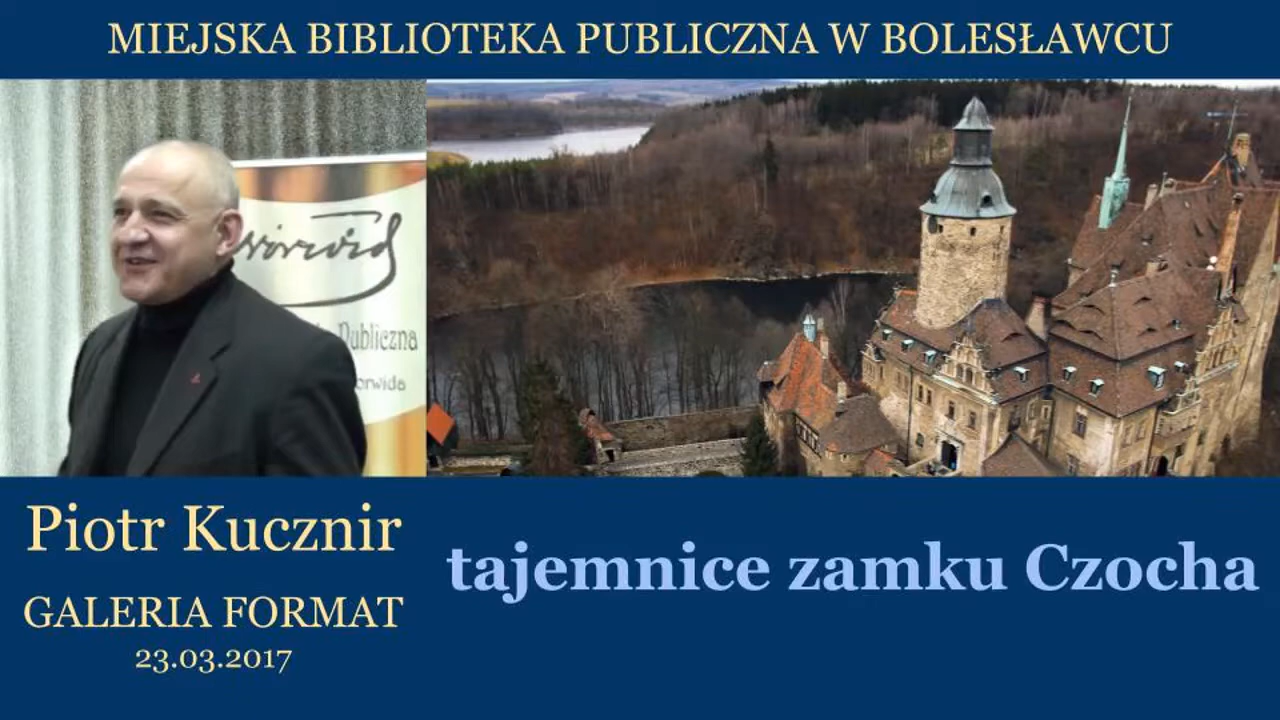 MIEJSKA BIBLIOTEKA PUBLICZNA W BOLESŁAWCU
Publiczna
Piotr Kucznir
GALERIA FORMAT
23.03.2017
tajemnice zamku Czocha